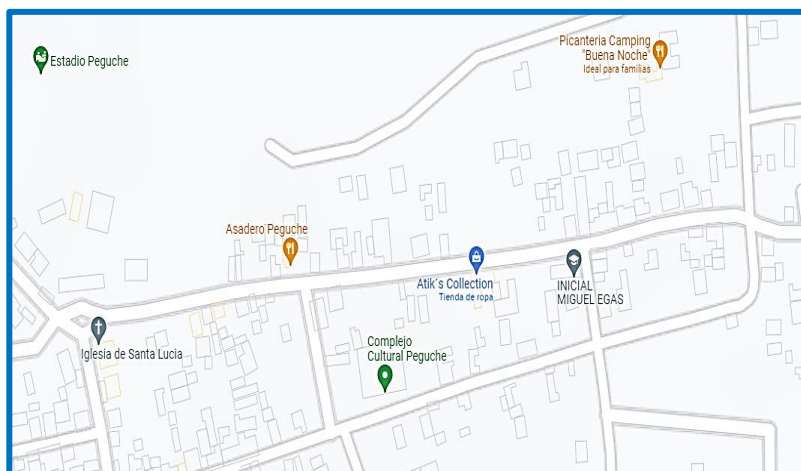 Estadio Peguche
Picanteria Camping
"Buena Noche"
Ideal para familias
Asadero Peguche
Atik's Collection
Tienda de ropa
INICIAL
MIGUEL EGAS
Iglesia de Santa Lucia
Complejo
Cultural Peguche